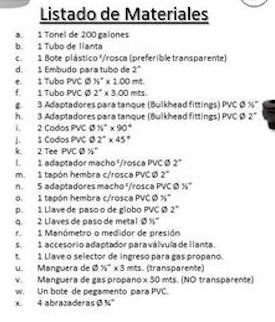 Listado de Materiales
a. 1 Tonel de 200 galones
b. 1 Tubo de llanta
c. 1 Bote plástico c/rosca (preferible transparente)
d. 1 Embudo para tubo de 2"
e. 1 Tubo PVC Ø ½" x 1.00 mt.
f. 1 Tubo PVC Ø 2" x 3.00 mts.
g. 3 Adaptadores para tanque (Bulkhead fittings) PVC Ø ½"
h. 3 Adaptadores para tanque (Bulkhead fittings) PVC Ø 2"
i. 2 Codos PVC Ø ½" x 90°
j. 1 Codos PVC Ø 2" x 45°
k. 2 Tee PVC Ø ½"
l. 1 adaptador macho c/rosca PVC Ø 2"
m. 1 tapón hembra c/rosca PVC Ø 2"
n. 5 adaptadores macho c/rosca PVC Ø ½"
o. 1 tapón hembra c/rosca PVC Ø ½"
p. 1 Llave de paso o de globo PVC Ø 2"
q. 2 Llaves de paso de metal Ø ½"
r. 1 Manómetro o medidor de presión
s. 1 accesorio adaptador para válvula de llanta.
t. 1 Llave o selector de ingreso para gas propano.
u. Manguera de Ø ½" x 3 mts. (transparente)
v. Manguera de gas propano x 30 mts. (NO transparente)
w. Un bote de pegamento para PVC.
x. 4 abrazaderas Ø ¾"